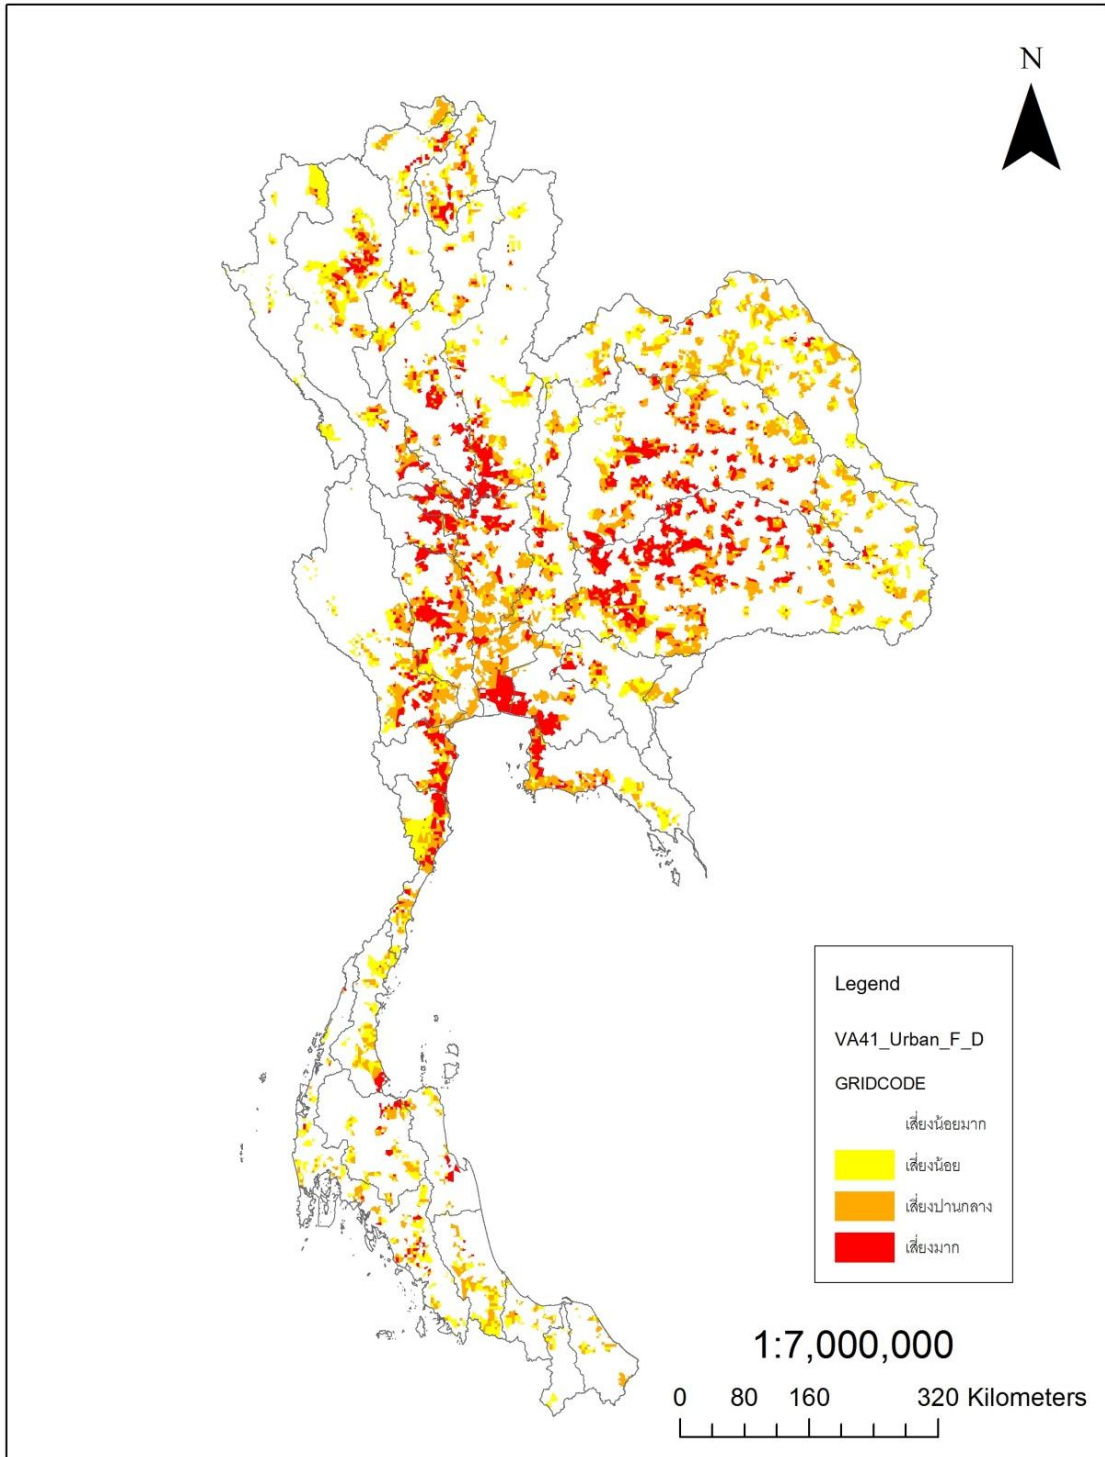 N
Legend
VA41_Urban_F_D
GRIDCODE
เสี่ยงน้อยมาก
เสี่ยงน้อย
เสี่ยงปานกลาง
เสี่ยงมาก
1:7,000,000
0 80 160 320 Kilometers